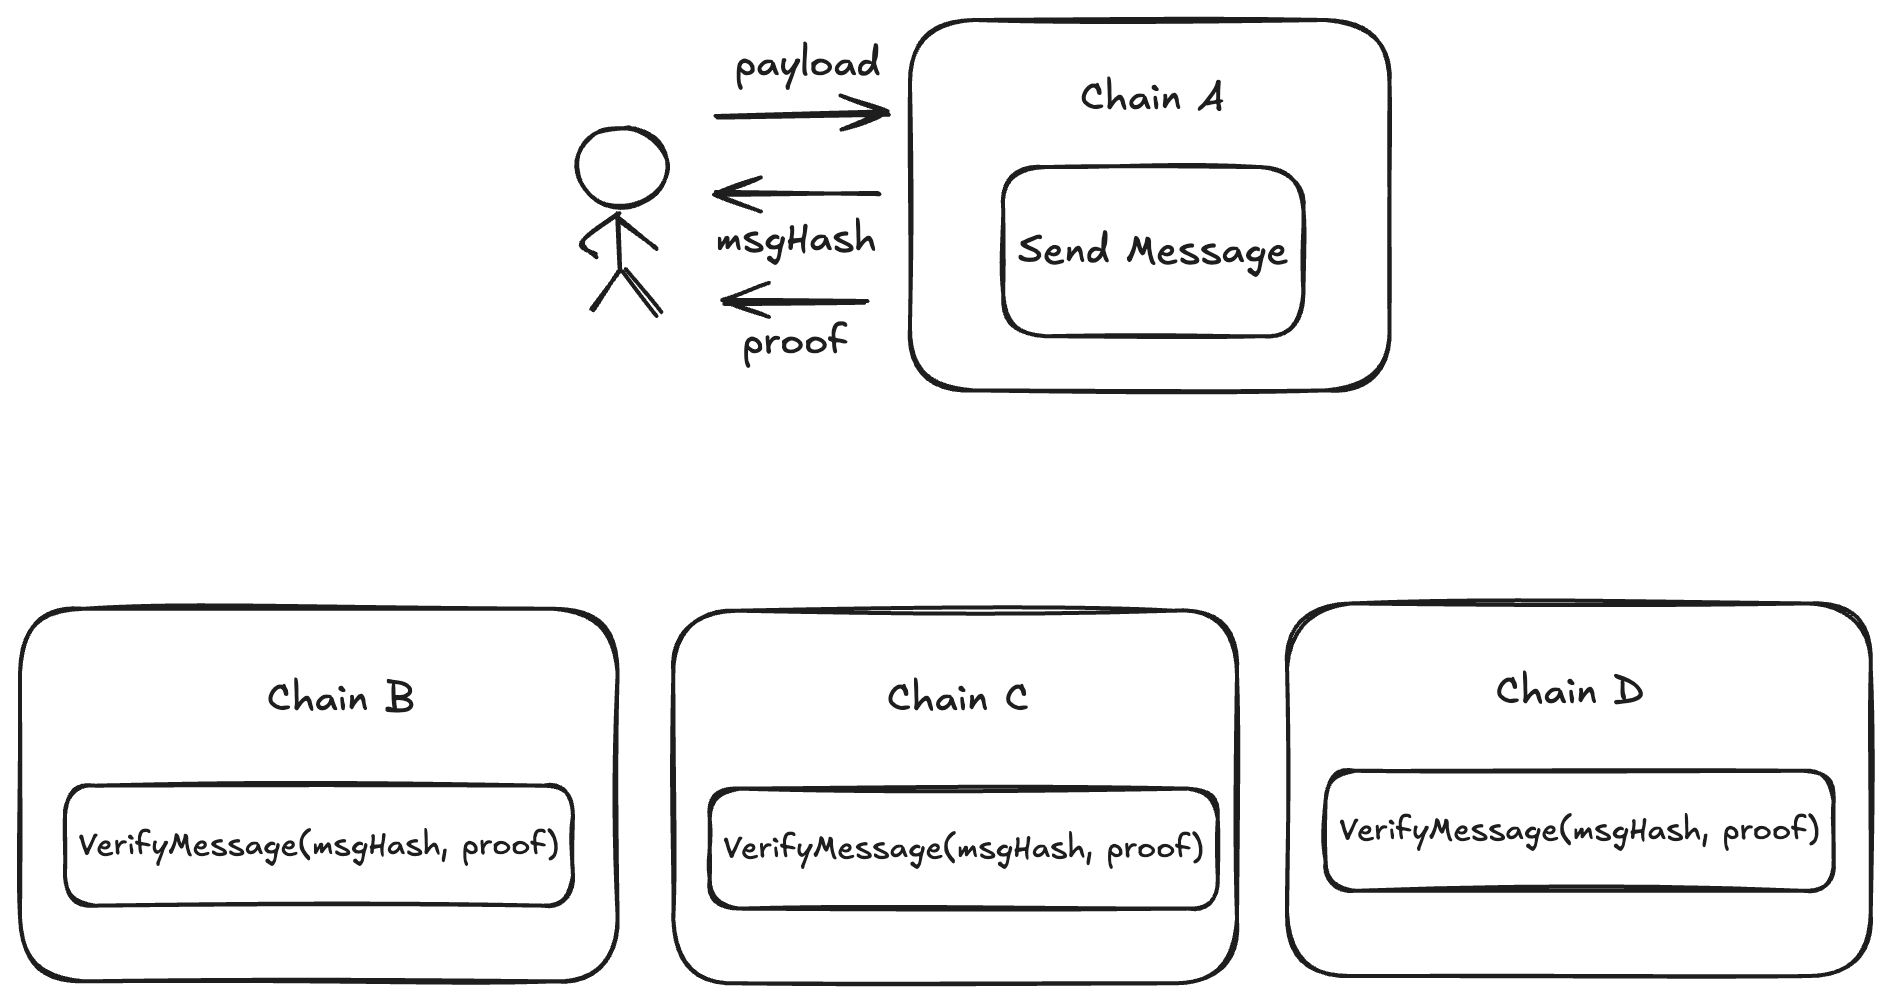 payload
Chain A
msgHash
Send Message
proof
Chain B
Chain C
Chain D
VerifyMessage(msgHash, proof)
VerifyMessage(msgHash, proof)
VerifyMessage(msgHash, proof)